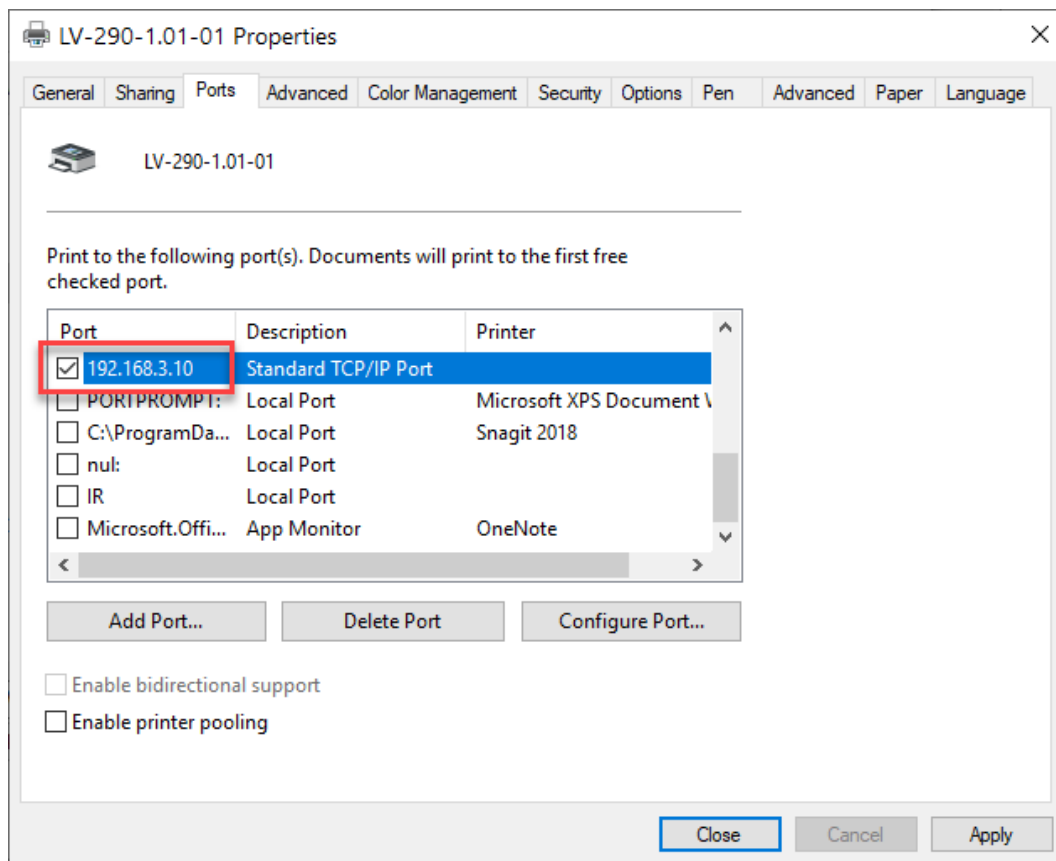 LV-290-1.01-01 Properties
General Sharing Ports Advanced Color Management Security Options Pen Advanced Paper Language
LV-290-1.01-01
Print to the following port(s). Documents will print to the first free
checked port.
Port Description Printer
192.168.3.10 Standard TCP/IP Port
PORTPROMPT: Local Port Microsoft XPS Document
C:\ProgramDa... Local Port Snagit 2018
nul: Local Port
IR Local Port
Microsoft.Offi... App Monitor OneNote
Add Port... Delete Port Configure Port...
Enable bidirectional support
Enable printer pooling
Close Cancel Apply